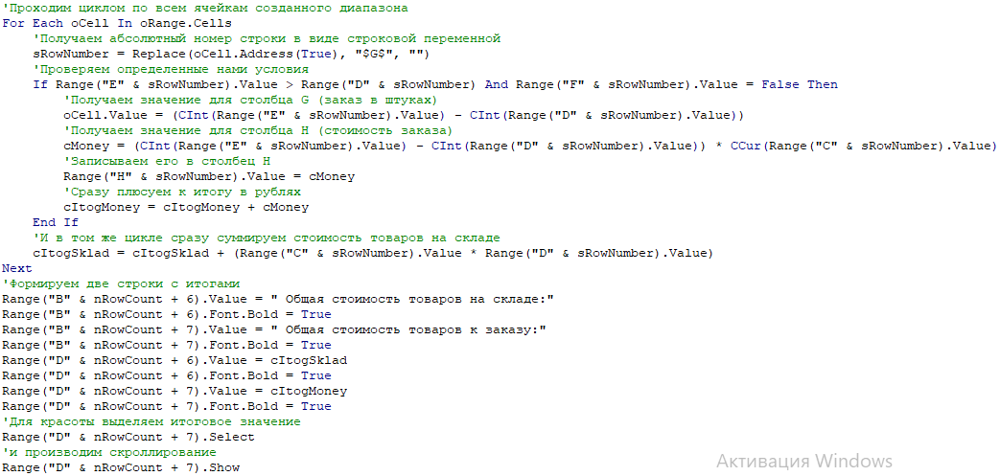 'Проходим циклом по всем ячейкам созданного диапазона
For Each oCell In oRange.Cells
    'Получаем абсолютный номер строки в виде строковой переменной
    sRowNumber = Replace(oCell.Address(True), "$G$", "")
    'Проверяем определенные нами условия
    If Range("E" & sRowNumber).Value > Range("D" & sRowNumber) And Range("F" & sRowNumber).Value = False Then
        'Получаем значение для столбца G (заказ в штуках)
        oCell.Value = (CInt(Range("E" & sRowNumber).Value) - CInt(Range("D" & sRowNumber).Value))
        'Получаем значение для столбца H (стоимость заказа)
        cMoney = (CInt(Range("E" & sRowNumber).Value) - CInt(Range("D" & sRowNumber).Value)) * CCur(Range("C" & sRowNumber).Value)
        'Записываем его в столбец H
        Range("H" & sRowNumber).Value = cMoney
        'Сразу плюсуем к итогу в рублях
        cItogMoney = cItogMoney + cMoney
    End If
    'И в том же цикле сразу суммируем стоимость товаров на складе
    cItogSklad = cItogSklad + (Range("C" & sRowNumber).Value * Range("D" & sRowNumber).Value)
Next
'Формируем две строки с итогами
Range("B" & nRowCount + 6).Value = " Общая стоимость товаров на складе:"
Range("B" & nRowCount + 6).Font.Bold = True
Range("B" & nRowCount + 7).Value = " Общая стоимость товаров к заказу:"
Range("B" & nRowCount + 7).Font.Bold = True
Range("D" & nRowCount + 6).Value = cItogSklad
Range("D" & nRowCount + 6).Font.Bold = True
Range("D" & nRowCount + 7).Value = cItogMoney
Range("D" & nRowCount + 7).Font.Bold = True
'Для красоты выделяем итоговое значение
Range("D" & nRowCount + 7).Select
'и производим скроллирование
Range("D" & nRowCount + 7).Show
Активация Windows